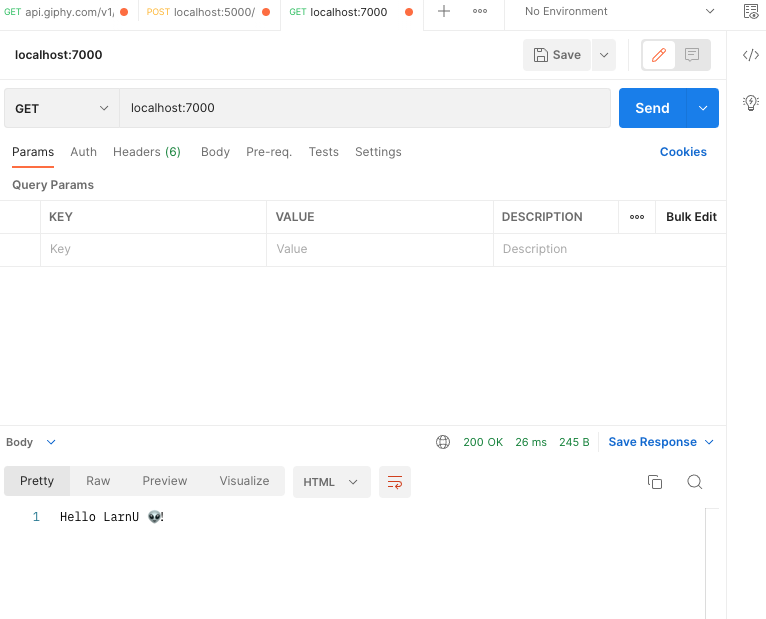 GET api.giphy.com/v1/ POST localhost:5000/ GET localhost:7000 No Environment
localhost:7000 Save
GET localhost:7000 Send
Params Auth Headers (6) Body Pre-req. Tests Settings Cookies
Query Params
KEY VALUE DESCRIPTION Bulk Edit
Key Value Description
Body 200 OK 26 ms 245 B Save Response
Pretty Raw Preview Visualize HTML
1 Hello LarnU 👽!